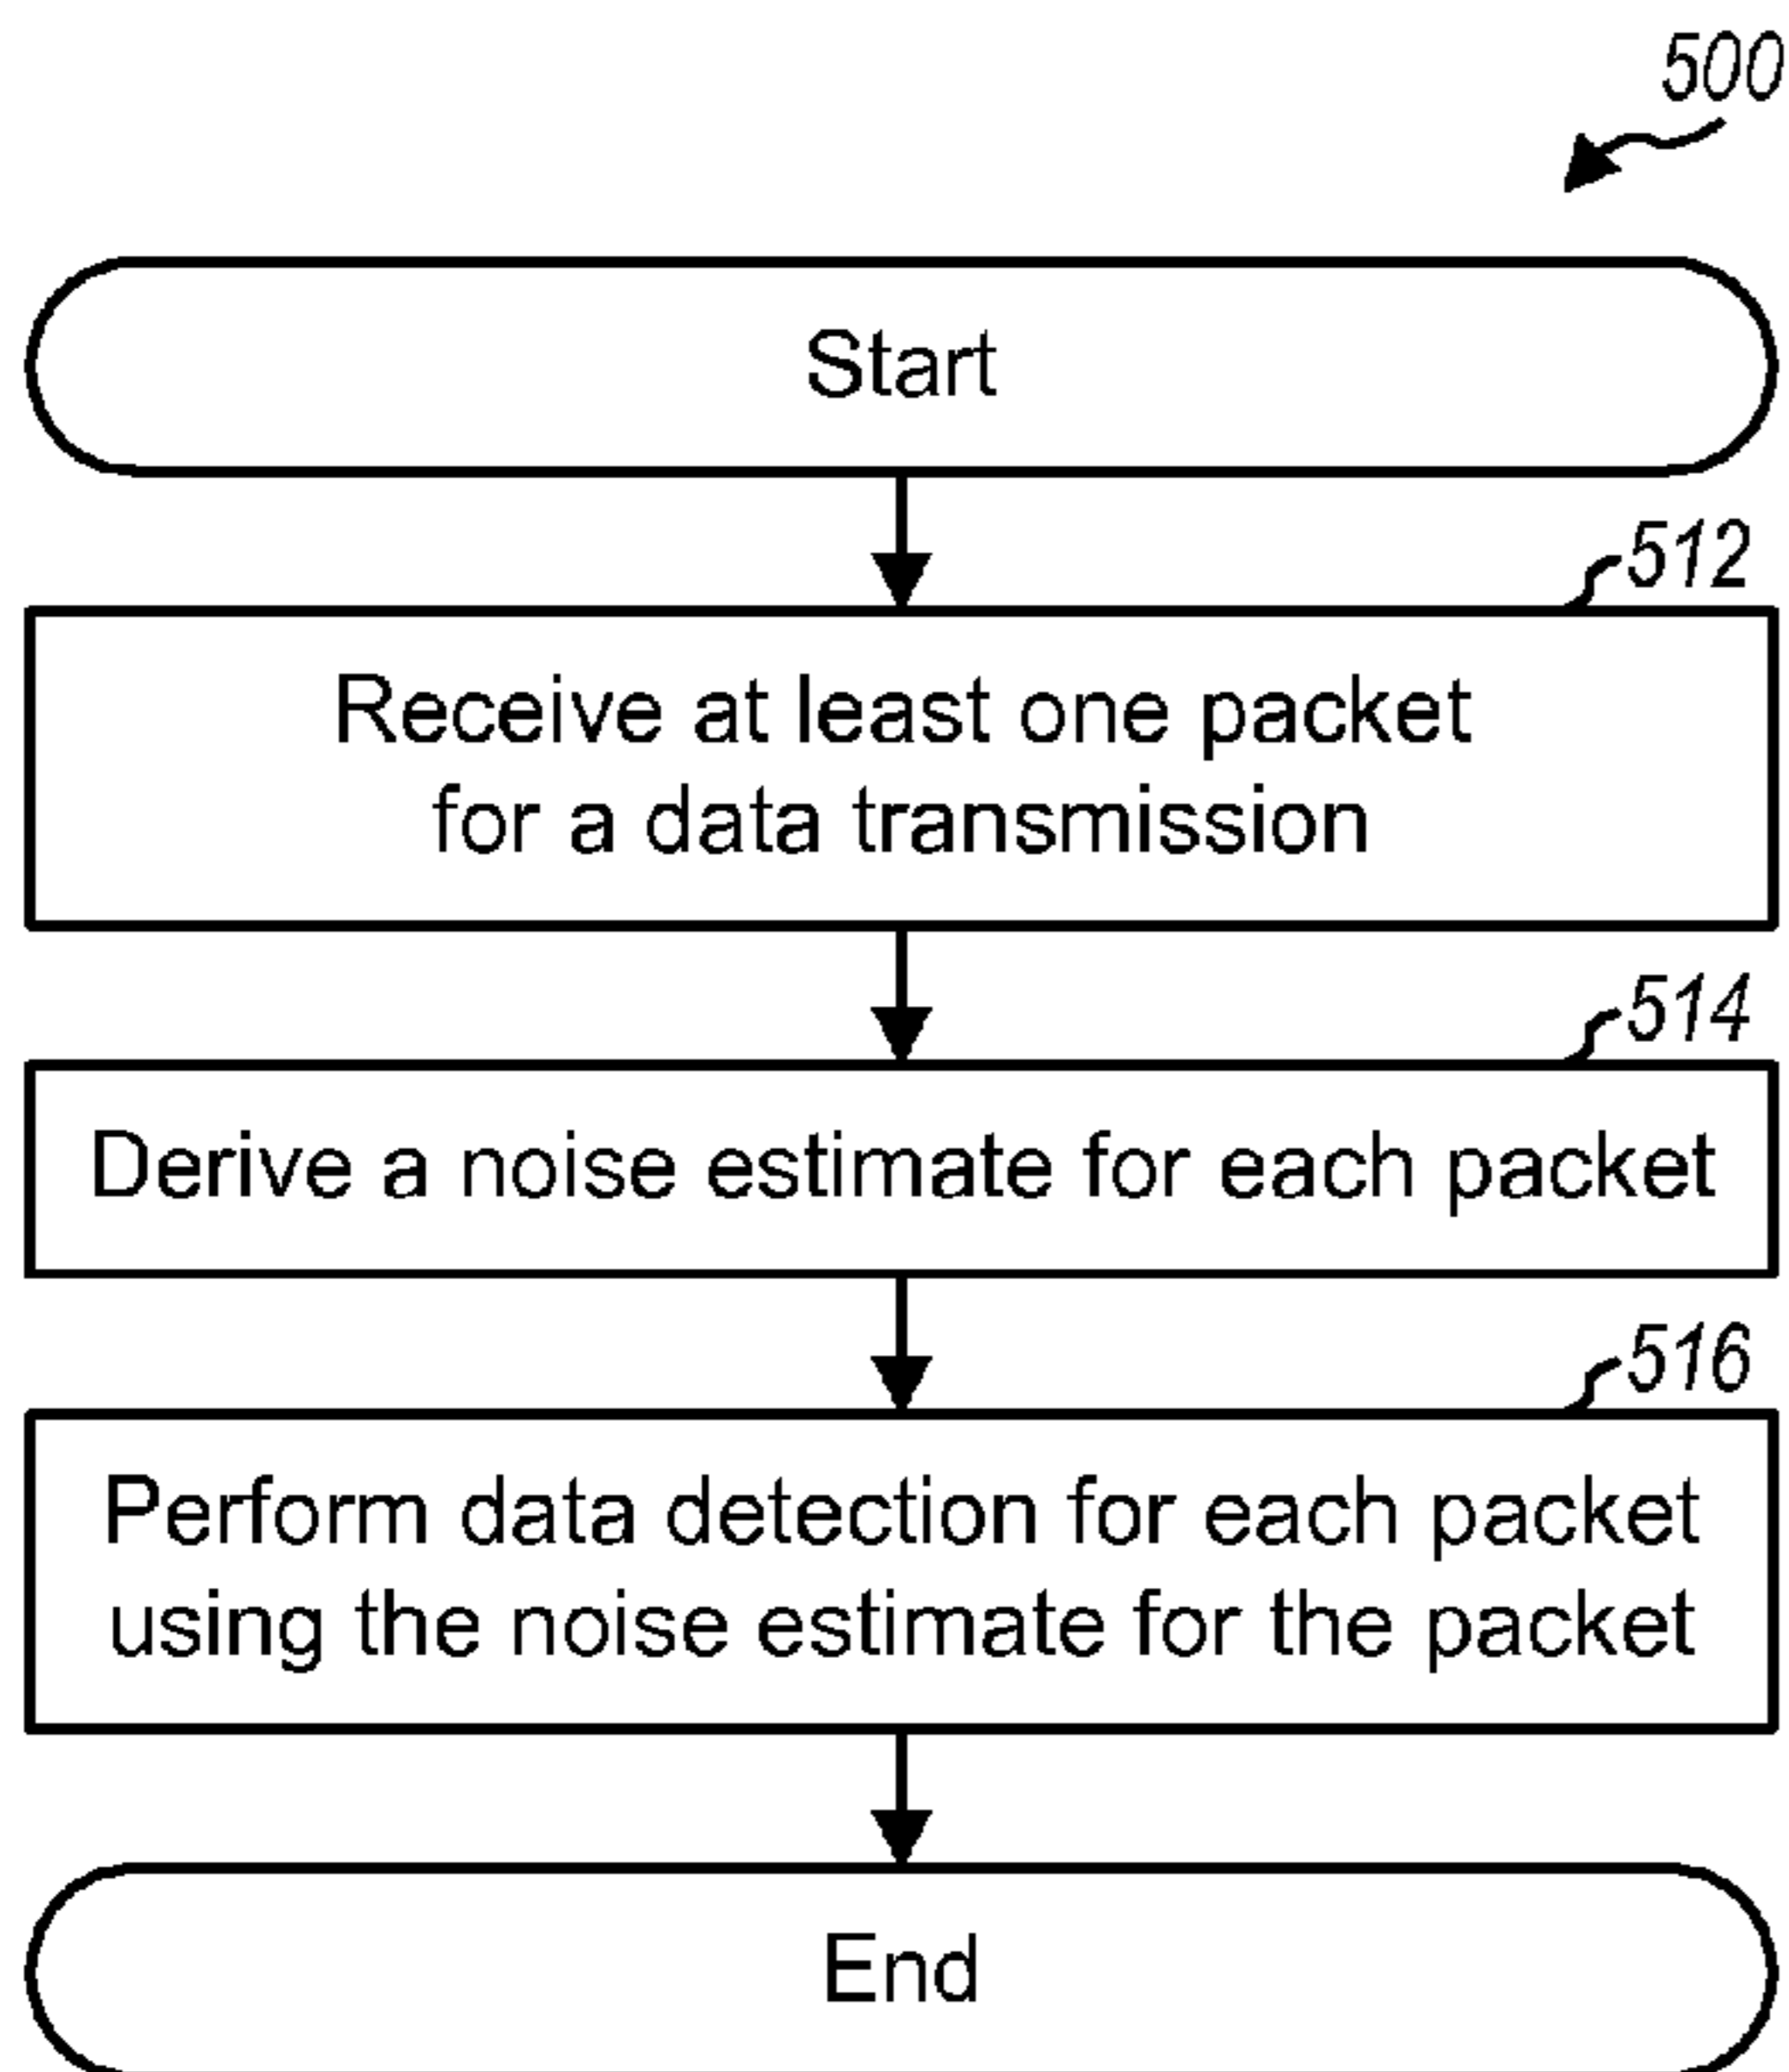 500
Start
512
Receive at least one packet
for a data transmission
514
Derive a noise estimate for each packet
516
Perform data detection for each packet
using the noise estimate for the packet
End